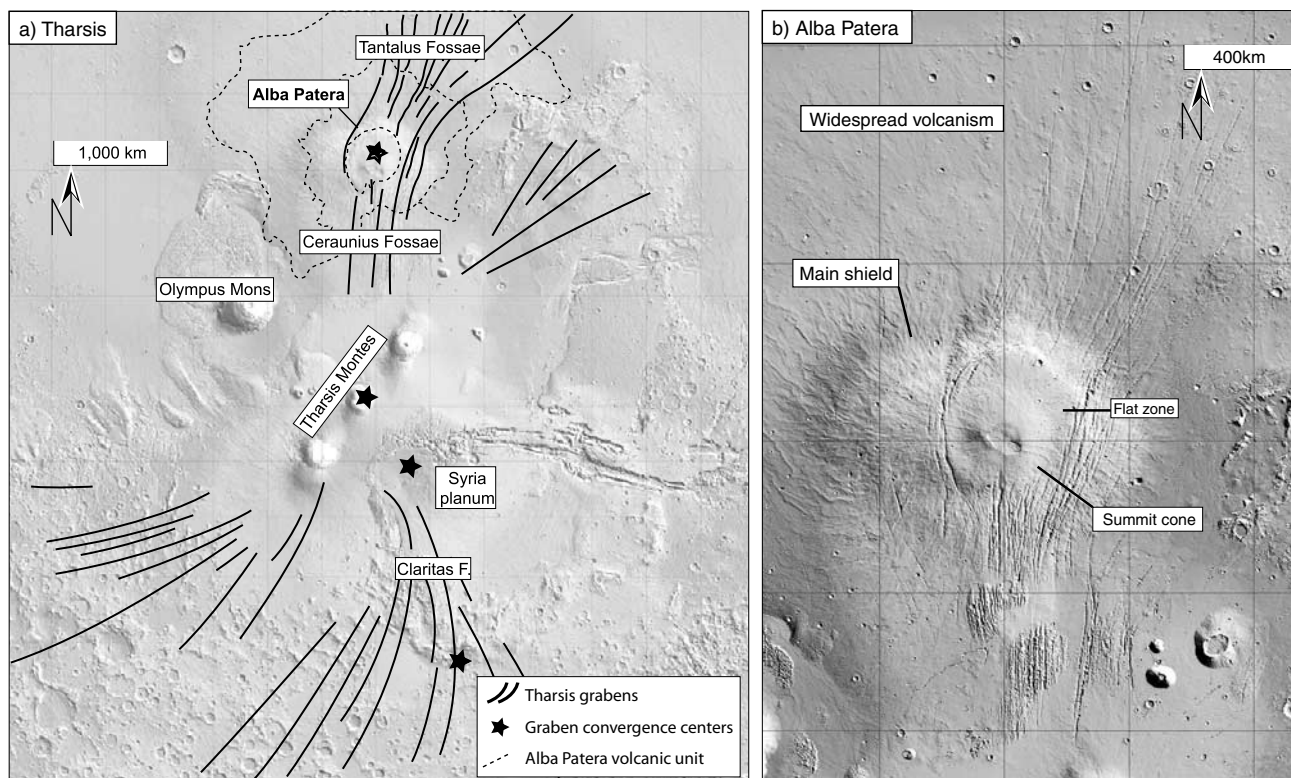 a) Tharsis
Tantalus Fossae
Alba Patera
1,000 km
N
Ceraunius Fossae
Olympus Mons
Tharsis Montes
Syria
planum
Claritas F.
Tharsis grabens
Graben convergence centers
Alba Patera volcanic unit
b) Alba Patera
400km
N
Widespread volcanism
Main shield
Flat zone
Summit cone